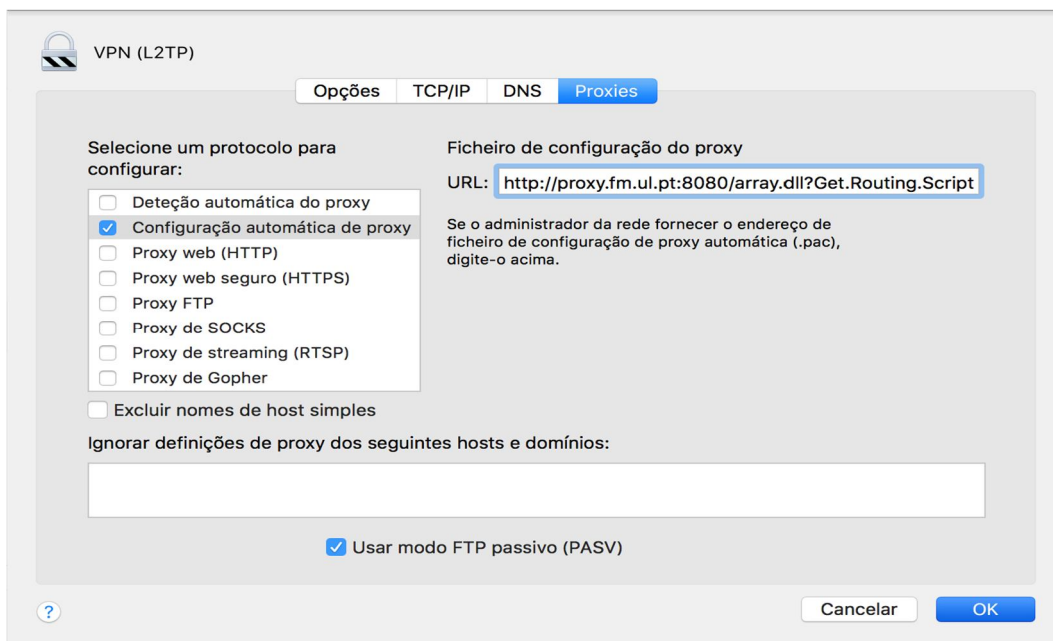 VPN (L2TP)
Opções TCP/IP DNS Proxies
Selecione um protocolo para
configurar:
Deteção automática do proxy
Configuração automática de proxy
Proxy web (HTTP)
Proxy web seguro (HTTPS)
Proxy FTP
Proxy de SOCKS
Proxy de streaming (RTSP)
Proxy de Gopher
Excluir nomes de host simples
Ficheiro de configuração do proxy
URL: http://proxy.fm.ul.pt:8080/array.dll?Get.Routing.Script
Se o administrador da rede fornecer o endereço de
ficheiro de configuração de proxy automática (.pac),
digite-o acima.
Ignorar definições de proxy dos seguintes hosts e domínios:
Usar modo FTP passivo (PASV)
? Cancelar OK